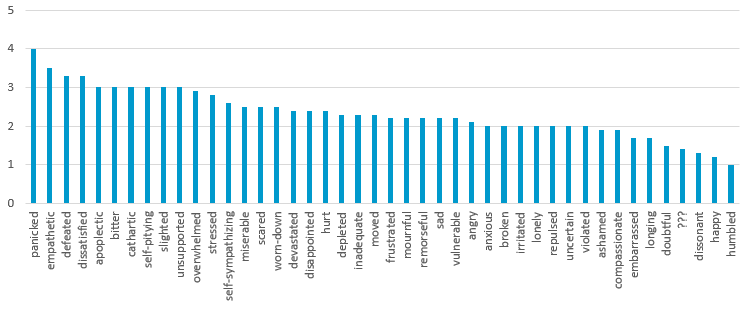 5
4
3
2
1
0
panicked
empathetic
defeated
dissatisfied
apoplectic
bitter
cathartic
self-pitying
slighted
unsupported
overwhelmed
stressed
self-sympathizing
miserable
scared
worn-down
devastated
disappointed
hurt
depleted
inadequate
moved
frustrated
mournful
remorseful
sad
vulnerable
angry
anxious
broken
irritated
lonely
repulsed
uncertain
violated
ashamed
compassionate
embarrassed
longing
doubtful
???
dissonant
happy
humbled